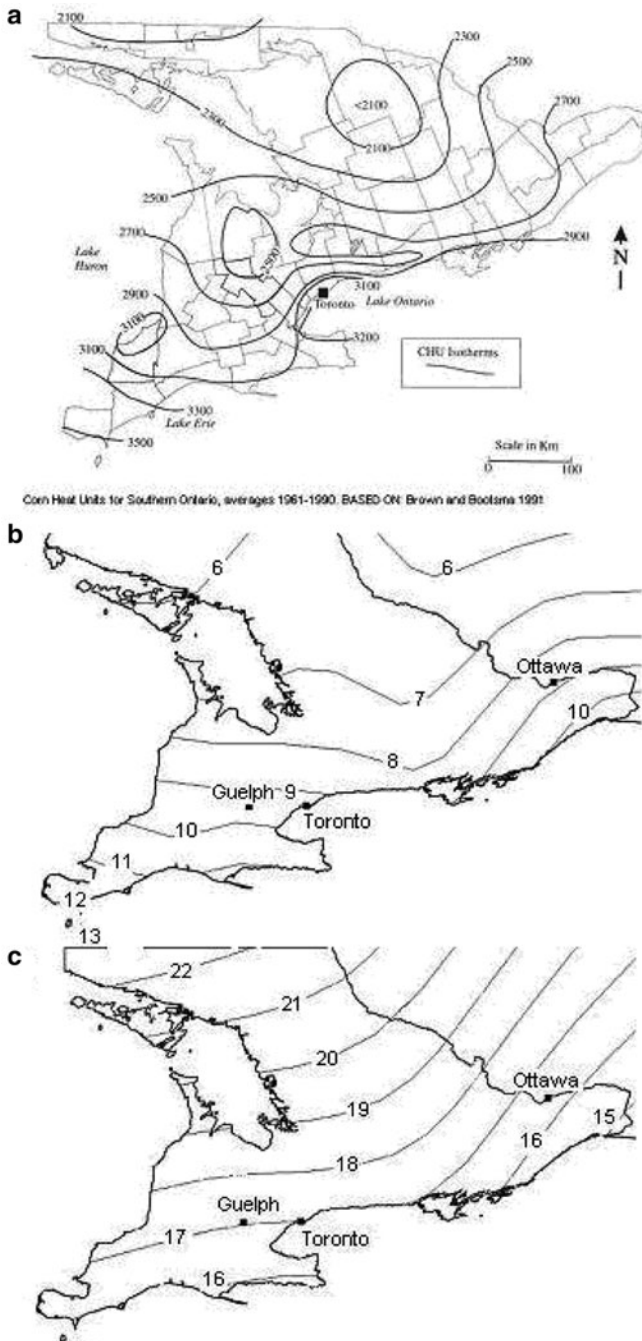 a
2100
2300
2500
2700
<2100
2300
2100
2500
2700
2900
Lake
Huron
N
2900
3100
Toronto
Lake Ontario
3100
3200
CHU Isotherms
3100
3300
Lake Erie
3500
Scale in Km
0 100
Corn Heat Units for Southern Ontario, averages 1961-1990. BASED ON: Brown and Bootsma 1991
b
6
6
Ottawa
7
10
8
Guelph 9
Toronto
10
11
12
13
c
22
21
20
Ottawa
19
15
16
18
Guelph
17
Toronto
16